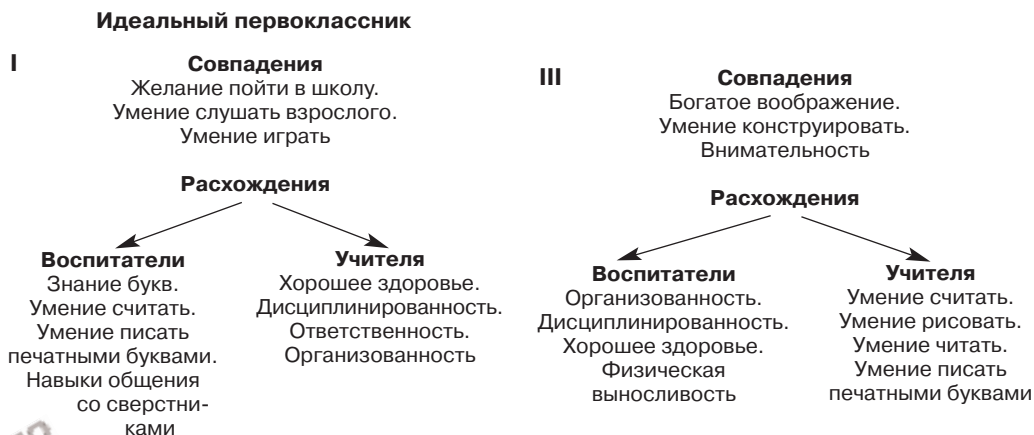 Идеальный первоклассник
I
Совпадения
Желание пойти в школу.
Умение слушать взрослого.
Умение играть
Расхождения
Воспитатели
Знание букв.
Умение считать.
Умение писать
печатными буквами.
Навыки общения
со сверстни-
ками
Учителя
Хорошее здоровье.
Дисциплинированность.
Ответственность.
Организованность
III
Совпадения
Богатое воображение.
Умение конструировать.
Внимательность
Расхождения
Воспитатели
Организованность.
Дисциплинированность.
Хорошее здоровье.
Физическая
выносливость
Учителя
Умение считать.
Умение рисовать.
Умение читать.
Умение писать
печатными буквами